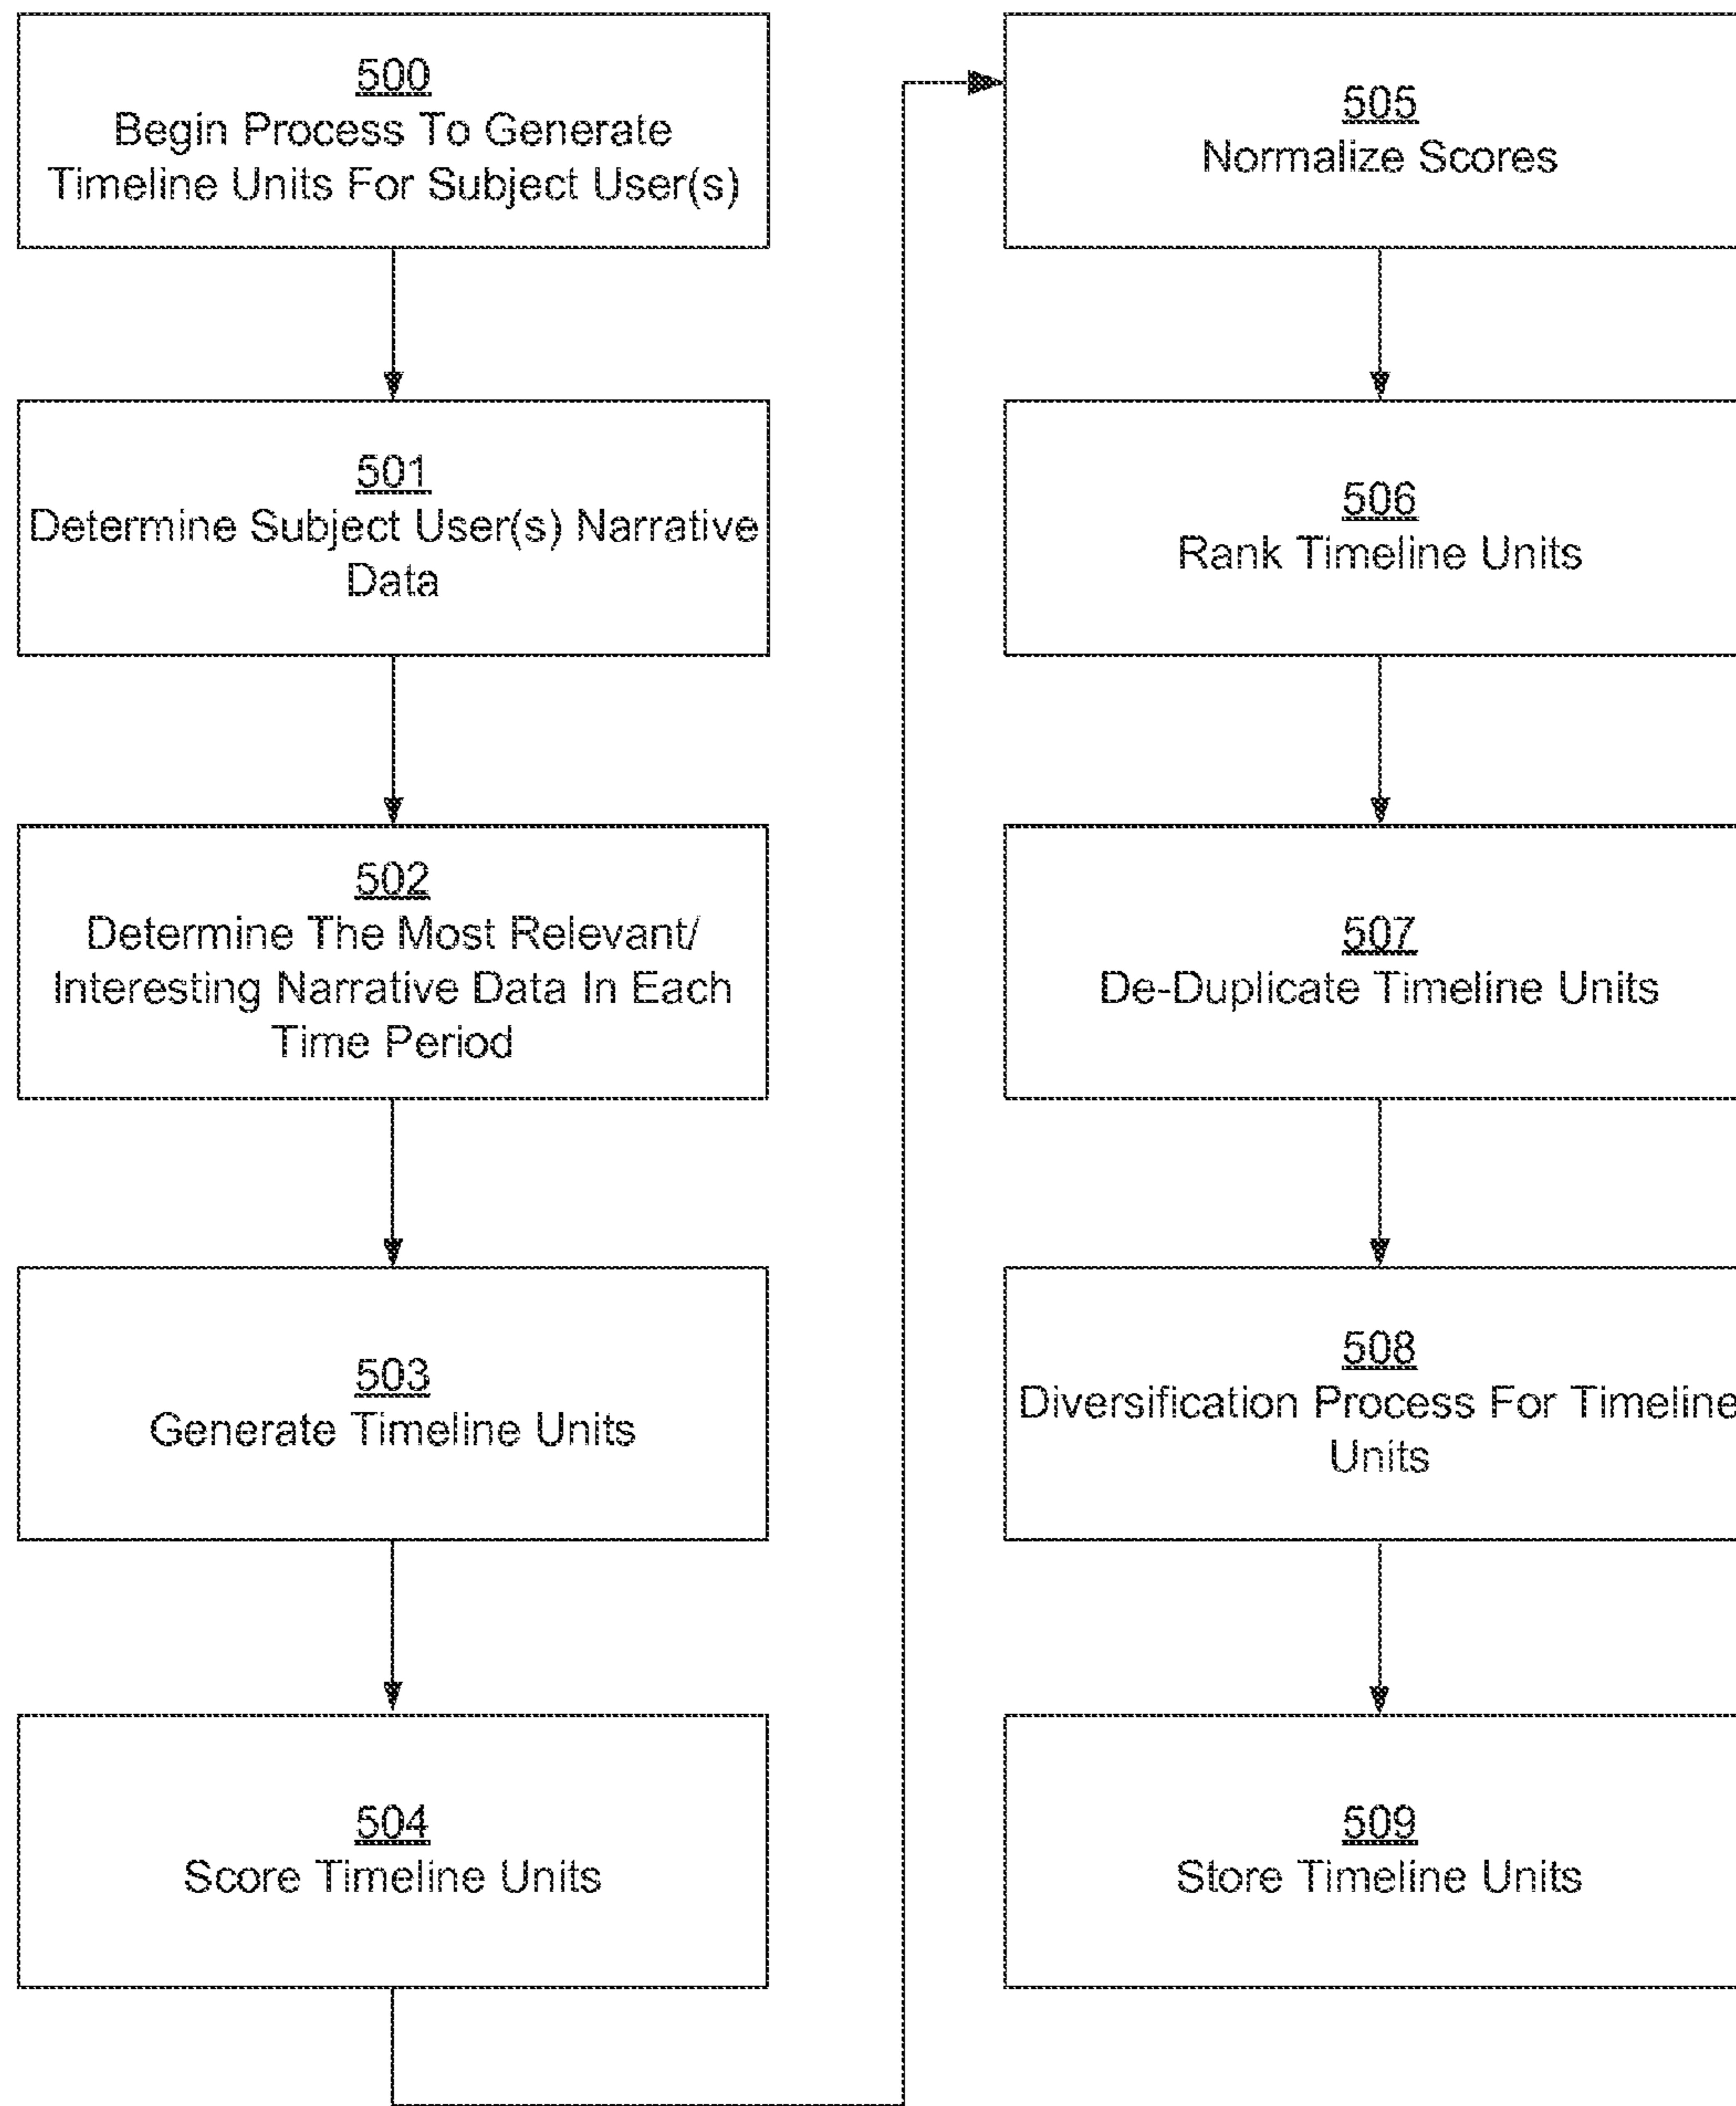 500
Begin Process To Generate
Timeline Units For Subject User(s)
501
Determine Subject User(s) Narrative
Data
502
Determine The Most Relevant/
Interesting Narrative Data In Each
Time Period
503
Generate Timeline Units
504
Score Timeline Units
505
Normalize Scores
506
Rank Timeline Units
507
De-Duplicate Timeline Units
508
Diversification Process For Timeline
Units
509
Store Timeline Units